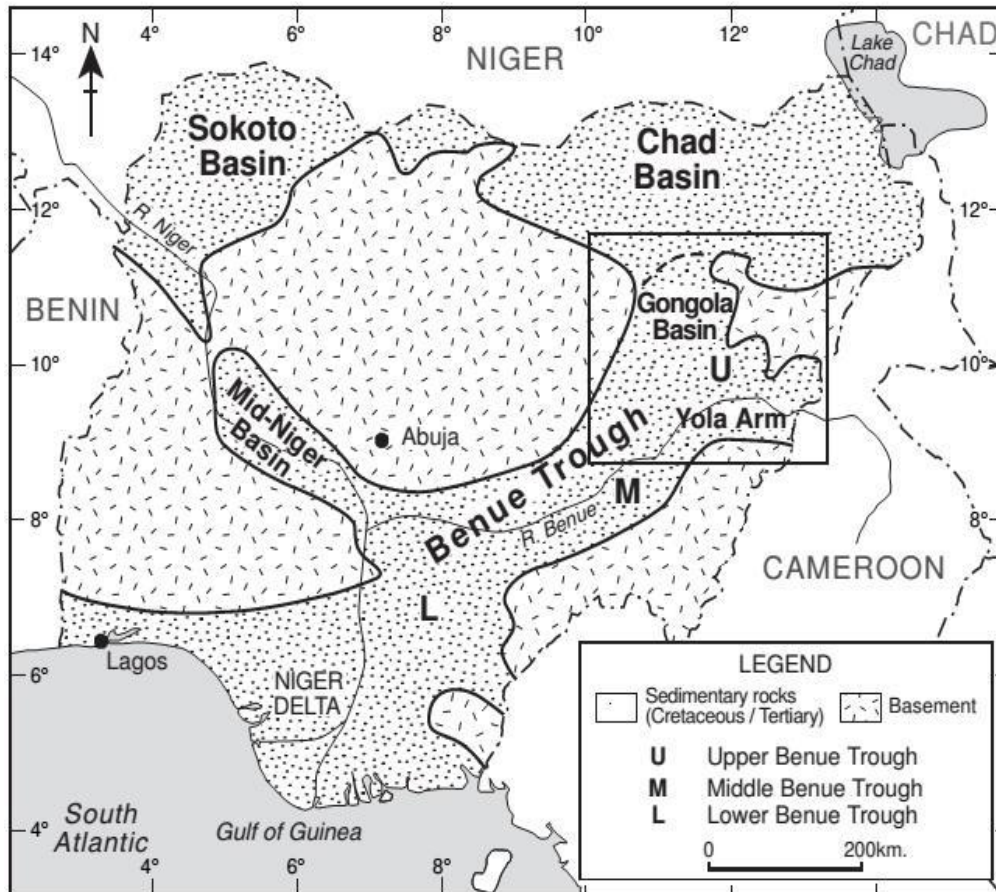 4°
6°
8°
10°
12°
14°
N
NIGER
CHAD
Lake
Chad
Sokoto
Basin
Chad
Basin
12°
12°
R. Niger
BENIN
Gongola
Basin
10°
10°
U
Mid-Niger
Basin
Abuja
Yola Arm
Benue Trough
M
R. Benue
8°
8°
CAMEROON
L
Lagos
6°
NIGER
DELTA
LEGEND
Sedimentary rocks
(Cretaceous / Tertiary)
Basement
U Upper Benue Trough
M Middle Benue Trough
L Lower Benue Trough
0 200km.
South
Atlantic
Gulf of Guinea
4°
4°
6°
8°